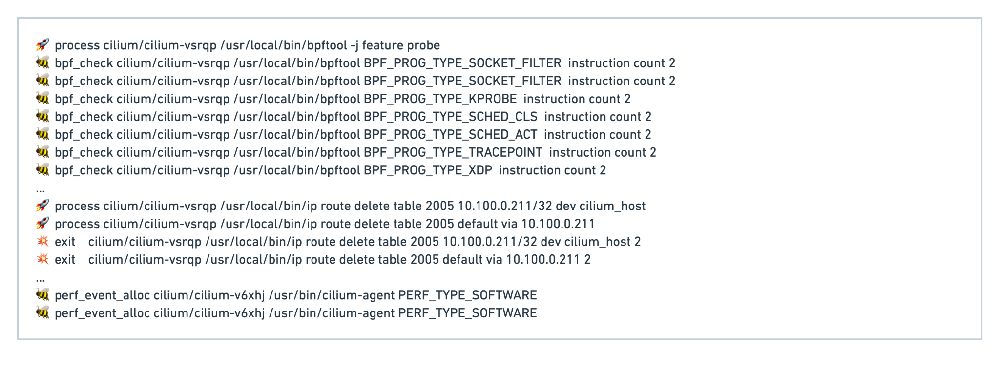 🚀 process cilium/cilium-vsrqp /usr/local/bin/bpftool -j feature probe
🐝 bpf_check cilium/cilium-vsrqp /usr/local/bin/bpftool BPF_PROG_TYPE_SOCKET_FILTER  instruction count 2
🐝 bpf_check cilium/cilium-vsrqp /usr/local/bin/bpftool BPF_PROG_TYPE_SOCKET_FILTER  instruction count 2
🐝 bpf_check cilium/cilium-vsrqp /usr/local/bin/bpftool BPF_PROG_TYPE_KPROBE  instruction count 2
🐝 bpf_check cilium/cilium-vsrqp /usr/local/bin/bpftool BPF_PROG_TYPE_SCHED_CLS  instruction count 2
🐝 bpf_check cilium/cilium-vsrqp /usr/local/bin/bpftool BPF_PROG_TYPE_SCHED_ACT  instruction count 2
🐝 bpf_check cilium/cilium-vsrqp /usr/local/bin/bpftool BPF_PROG_TYPE_TRACEPOINT  instruction count 2
🐝 bpf_check cilium/cilium-vsrqp /usr/local/bin/bpftool BPF_PROG_TYPE_XDP  instruction count 2
...
🚀 process cilium/cilium-vsrqp /usr/local/bin/ip route delete table 2005 10.100.0.211/32 dev cilium_host
🚀 process cilium/cilium-vsrqp /usr/local/bin/ip route delete table 2005 default via 10.100.0.211
💥 exit    cilium/cilium-vsrqp /usr/local/bin/ip route delete table 2005 10.100.0.211/32 dev cilium_host 2
💥 exit    cilium/cilium-vsrqp /usr/local/bin/ip route delete table 2005 default via 10.100.0.211 2
...
🐝 perf_event_alloc cilium/cilium-v6xhj /usr/bin/cilium-agent PERF_TYPE_SOFTWARE
🐝 perf_event_alloc cilium/cilium-v6xhj /usr/bin/cilium-agent PERF_TYPE_SOFTWARE